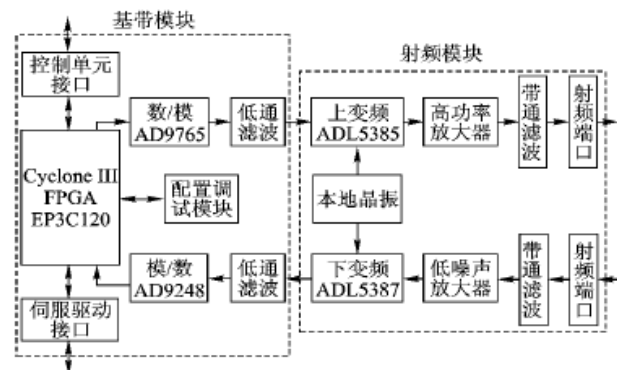 基带模块
射频模块
控制单元
接口
数/模
AD9765
低通
滤波
上变频
ADL5385
高功率
放大器
带通滤波
射频端口
Cyclone III
FPGA
EP3C120
配置调
试模块
本地晶振
模/数
AD9248
低通
滤波
下变频
ADL5387
低噪声
放大器
带通滤波
射频端口
伺服驱动
接口